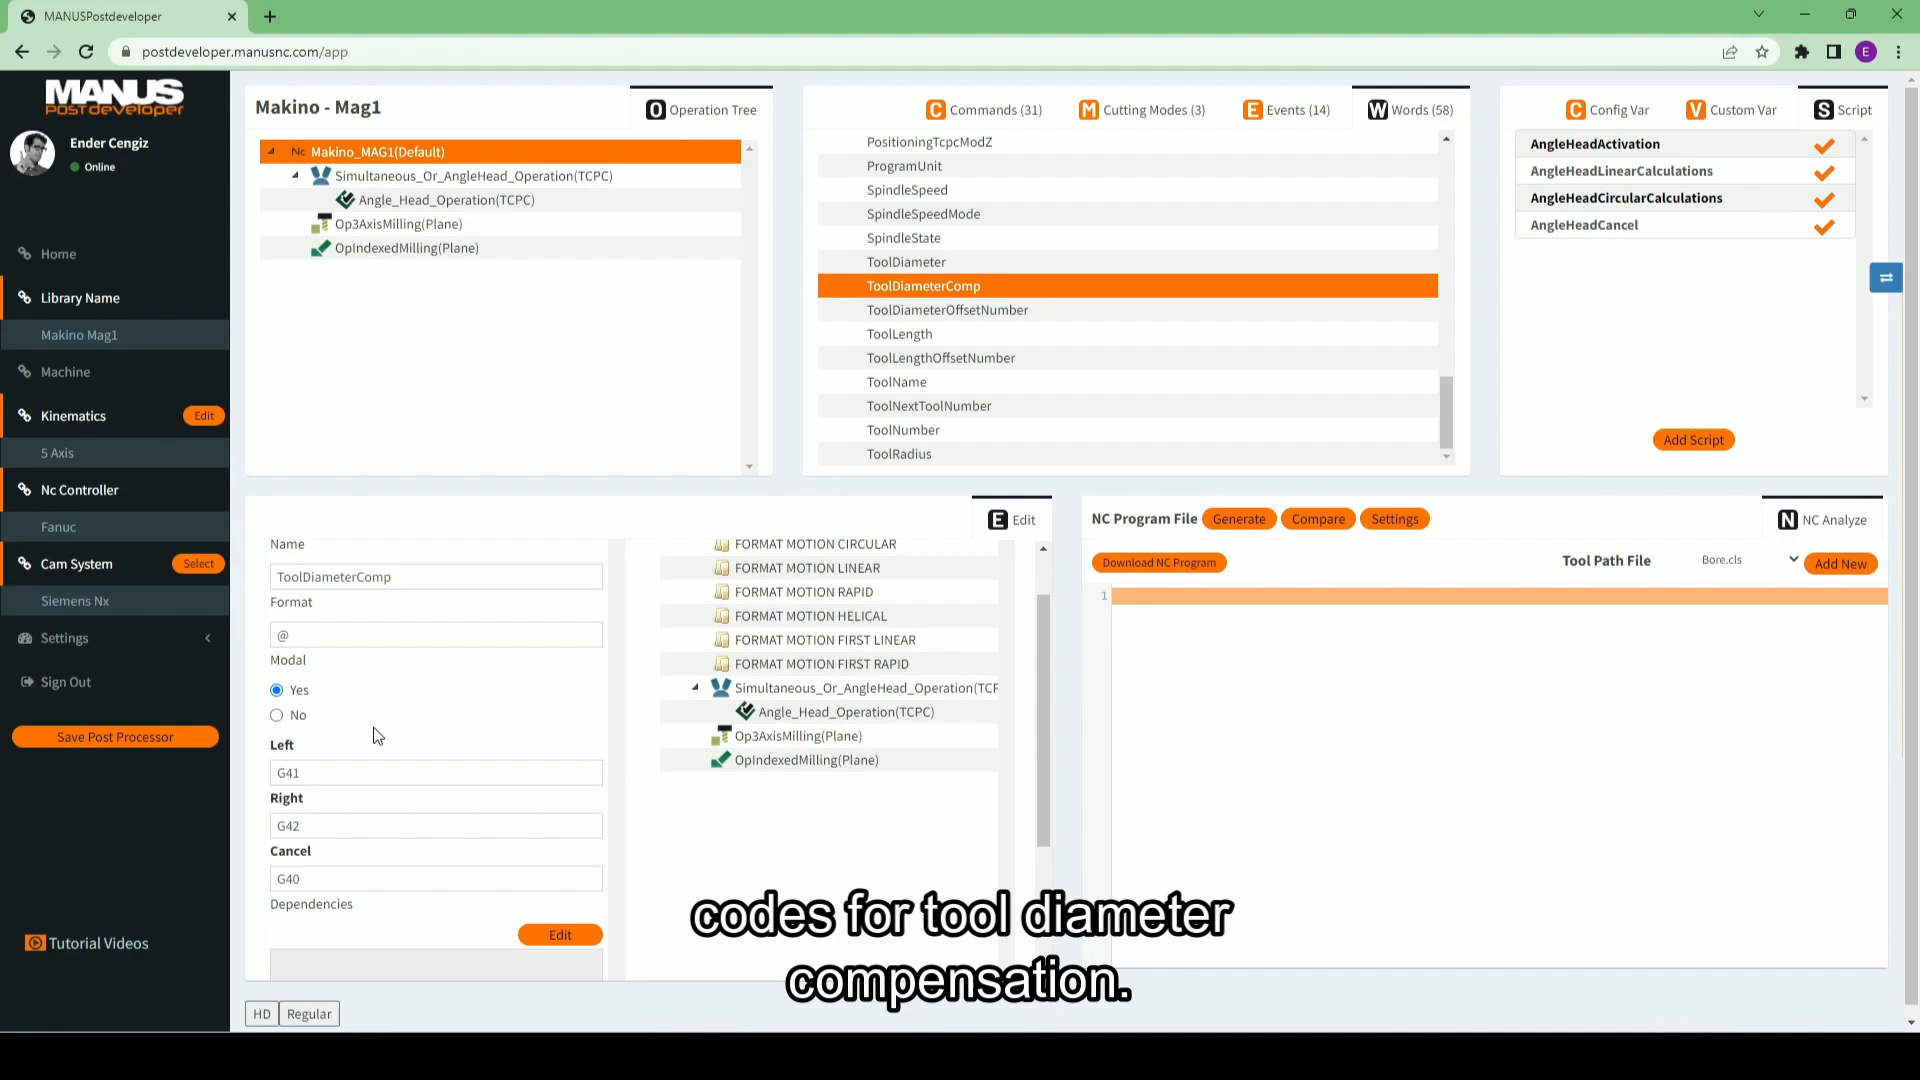 MANUSPostdeveloper
postdeveloper.manusnc.com/app
E
MANUS
POSTdeveloper
Ender Cengiz
Online
Home
Library Name
Makino Mag1
Machine
Kinematics
Edit
5 Axis
Nc Controller
Fanuc
Cam System
Select
Siemens Nx
Settings
Sign Out
Save Post Processor
Tutorial Videos
Makino - Mag1
O Operation Tree
Nc Makino_MAG1(Default)
Simultaneous_Or_AngleHead_Operation(TCPC)
Angle_Head_Operation(TCPC)
Op3AxisMilling(Plane)
OpIndexedMilling(Plane)
C Commands (31)
M Cutting Modes (3)
E Events (14)
W Words (58)
PositioningTcpcModZ
ProgramUnit
SpindleSpeed
SpindleSpeedMode
SpindleState
ToolDiameter
ToolDiameterComp
ToolDiameterOffsetNumber
ToolLength
ToolLengthOffsetNumber
ToolName
ToolNextToolNumber
ToolNumber
ToolRadius
C Config Var
V Custom Var
S Script
AngleHeadActivation
AngleHeadLinearCalculations
AngleHeadCircularCalculations
AngleHeadCancel
Add Script
E Edit
Name
ToolDiameterComp
Format
@
Modal
Yes
No
Left
G41
Right
G42
Cancel
G40
Dependencies
Edit
FORMAT MOTION CIRCULAR
FORMAT MOTION LINEAR
FORMAT MOTION RAPID
FORMAT MOTION HELICAL
FORMAT MOTION FIRST LINEAR
FORMAT MOTION FIRST RAPID
Simultaneous_Or_AngleHead_Operation(TCF
Angle_Head_Operation(TCPC)
Op3AxisMilling(Plane)
OpIndexedMilling(Plane)
NC Program File
Generate
Compare
Settings
N NC Analyze
Download NC Program
Tool Path File
Bore.cls
Add New
1
codes for tool diameter
compensation.
HD
Regular